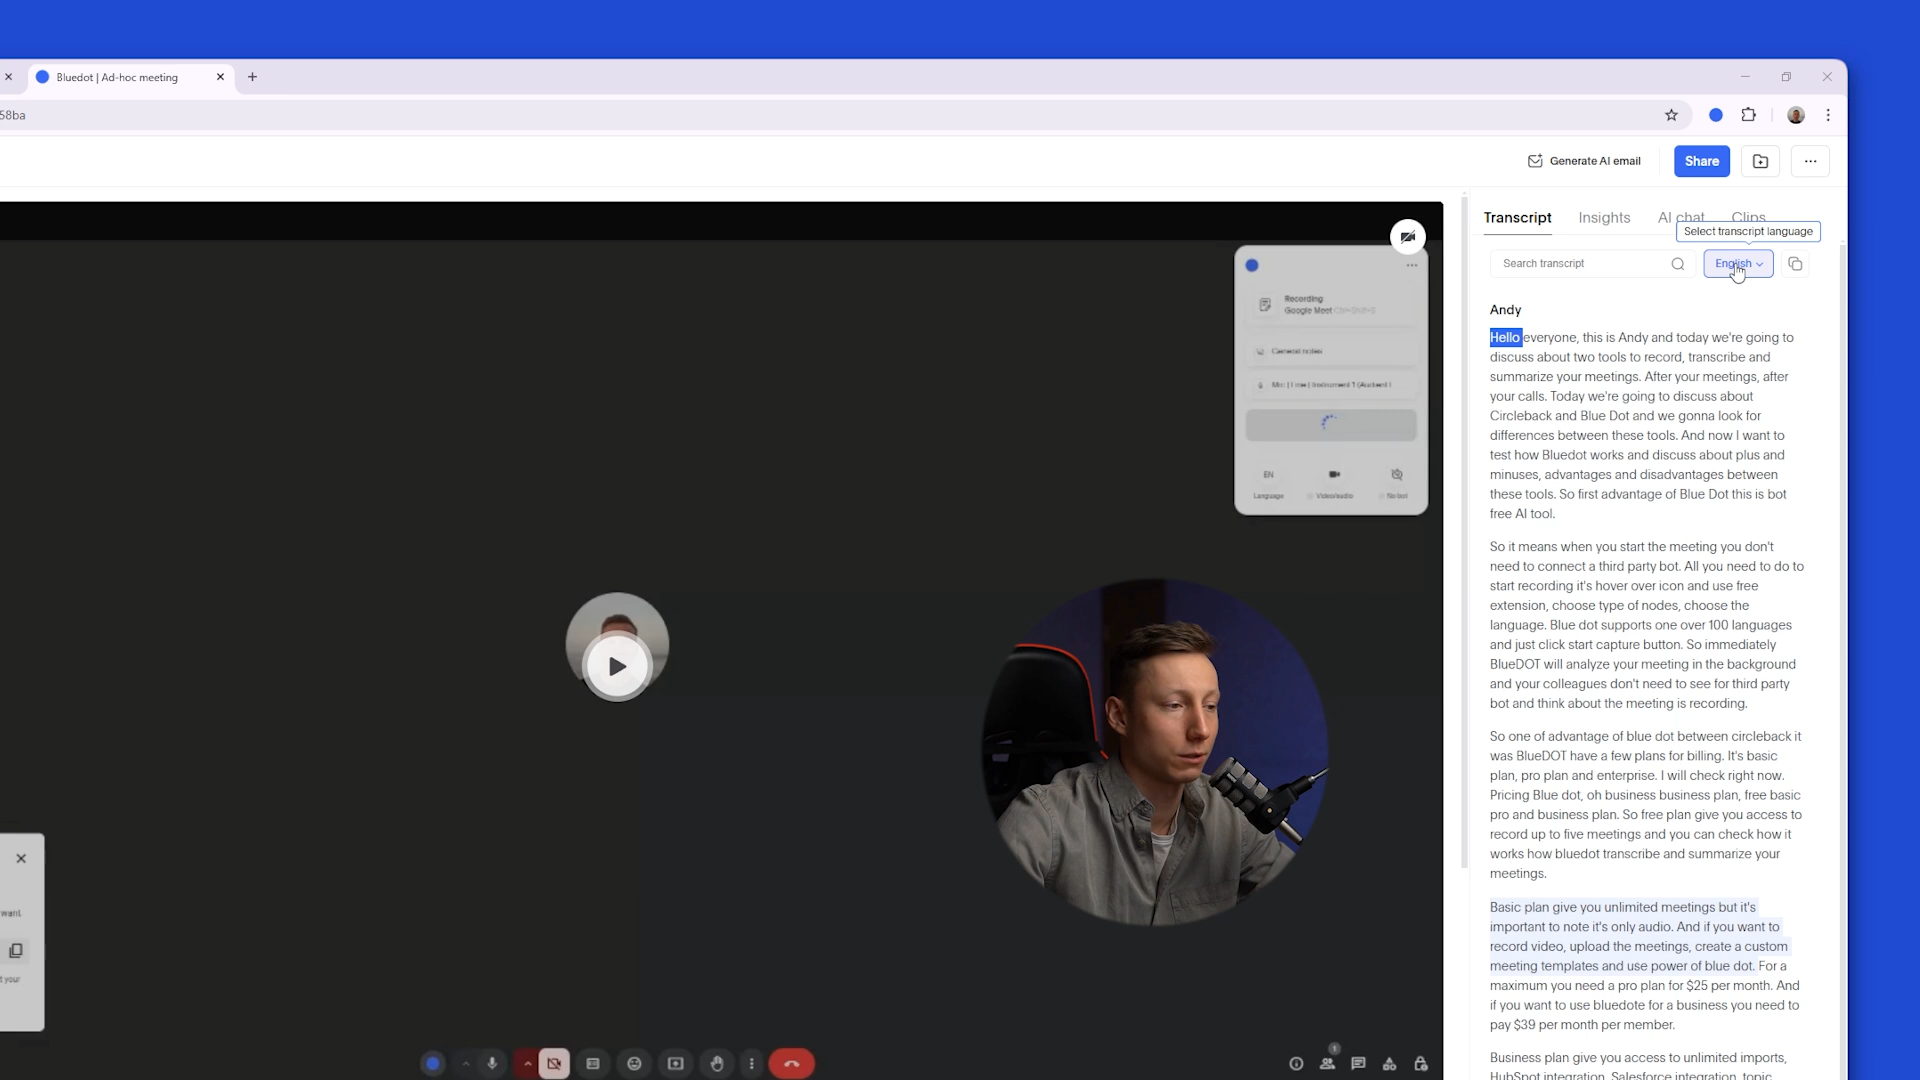 Bluedot | Ad-hoc meeting
58ba
Generate AI email
Share
Transcript
Insights
AI chat
Clips
Select transcript language
Search transcript
English
Recording
Google Meet Ctrl+Shift+S
General notes
EN
Language
Video/audio
No bot
want.
t your
1
Andy
Hello everyone, this is Andy and today we're going to
discuss about two tools to record, transcribe and
summarize your meetings. After your meetings, after
your calls. Today we're going to discuss about
Circleback and Blue Dot and we gonna look for
differences between these tools. And now I want to
test how Bluedot works and discuss about plus and
minuses, advantages and disadvantages between
these tools. So first advantage of Blue Dot this is bot
free AI tool.
So it means when you start the meeting you don't
need to connect a third party bot. All you need to do to
start recording it's hover over icon and use free
extension, choose type of nodes, choose the
language. Blue dot supports one over 100 languages
and just click start capture button. So immediately
BlueDOT will analyze your meeting in the background
and your colleagues don't need to see for third party
bot and think about the meeting is recording.
So one of advantage of blue dot between circleback it
was BlueDOT have a few plans for billing. It's basic
plan, pro plan and enterprise. I will check right now.
Pricing Blue dot, oh business business plan, free basic
pro and business plan. So free plan give you access to
record up to five meetings and you can check how it
works how bluedot transcribe and summarize your
meetings.
Basic plan give you unlimited meetings but it's
important to note it's only audio. And if you want to
record video, upload the meetings, create a custom
meeting templates and use power of blue dot. For a
maximum you need a pro plan for $25 per month. And
if you want to use bluedote for a business you need to
pay $39 per month per member.
Business plan give you access to unlimited imports,
HubSpot integration, Salesforce integration, topic